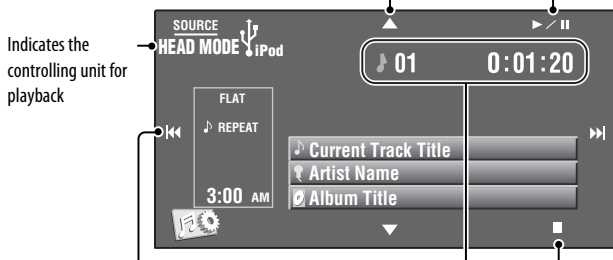 SOURCE
HEAD MODE iPod
Indicates the
controlling unit for
playback
01 0:01:20
FLAT
REPEAT
Current Track Title
Artist Name
Album Title
3:00 AM